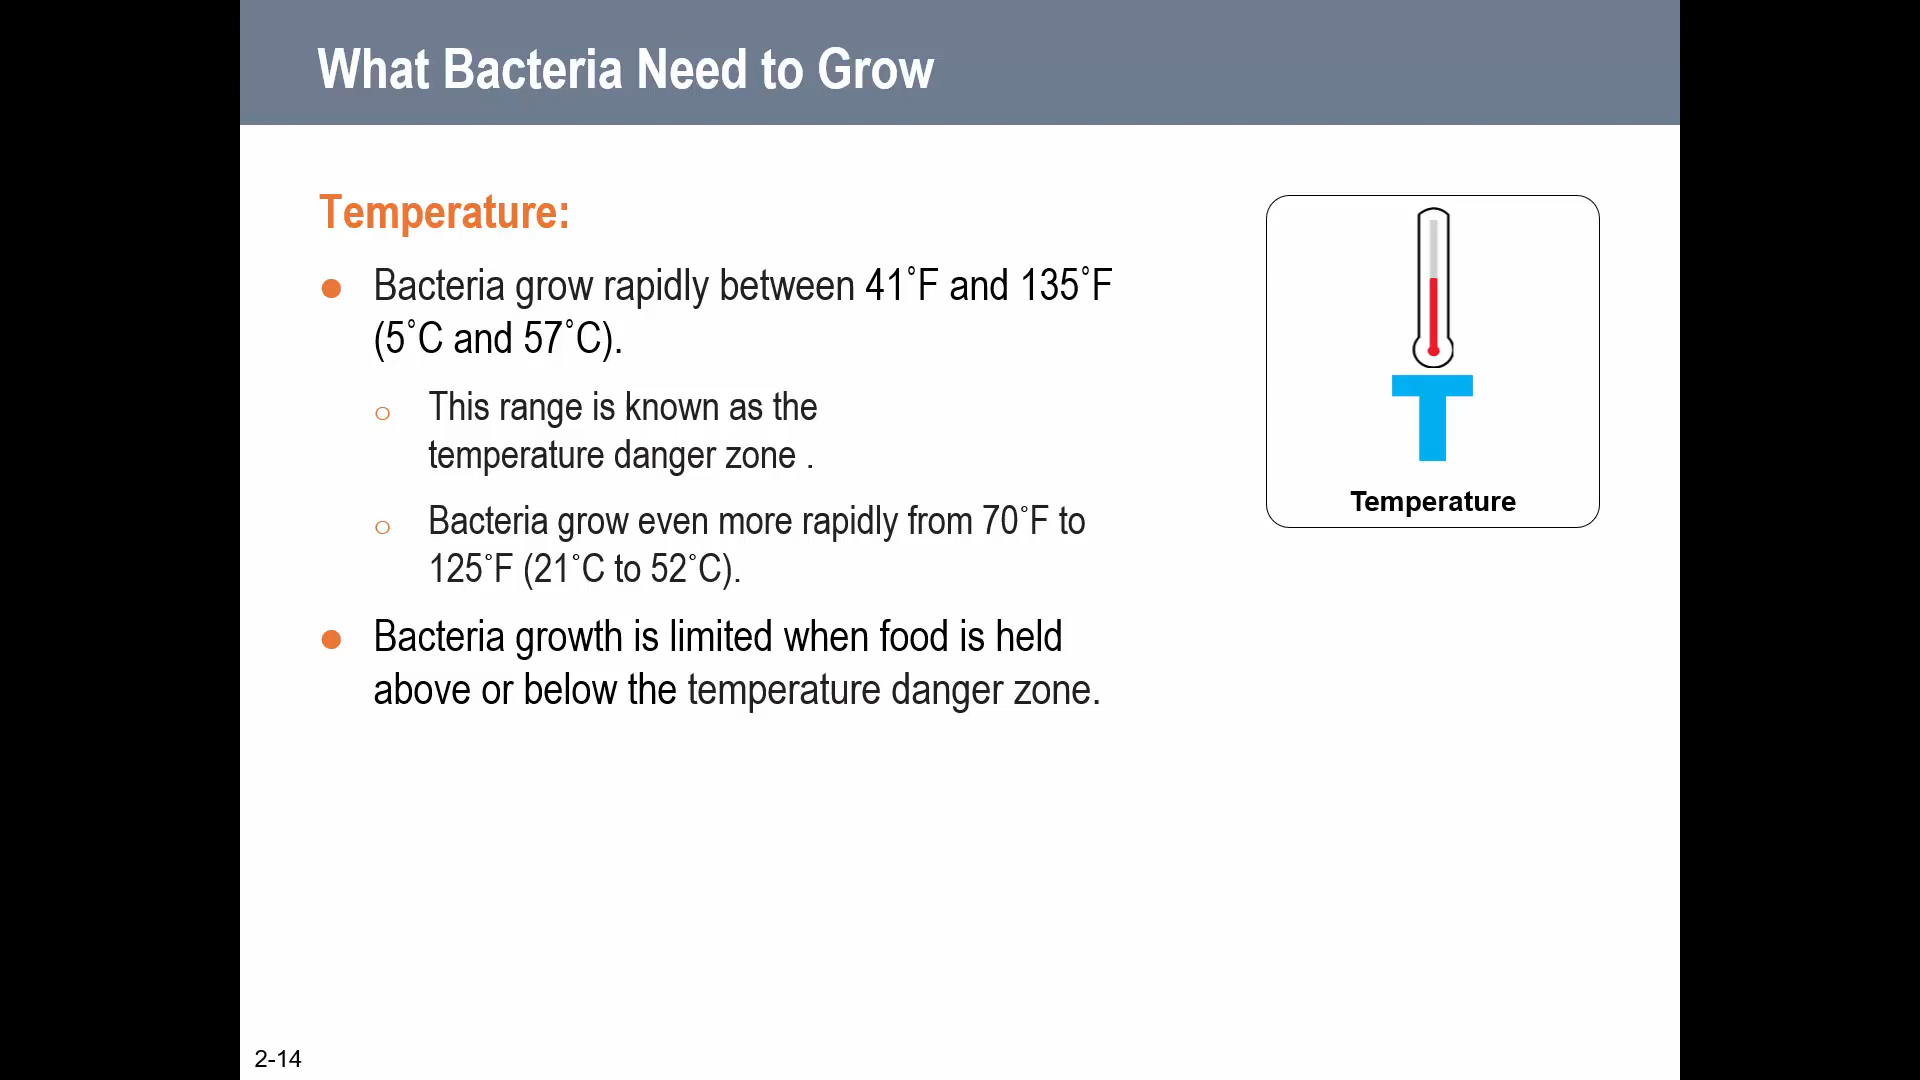 What Bacteria Need to Grow
Temperature:
● Bacteria grow rapidly between 41˚F and 135˚F
(5˚C and 57˚C).
○ This range is known as the
temperature danger zone .
○ Bacteria grow even more rapidly from 70˚F to
125˚F (21˚C to 52˚C).
● Bacteria growth is limited when food is held
above or below the temperature danger zone.
T
Temperature
2-14